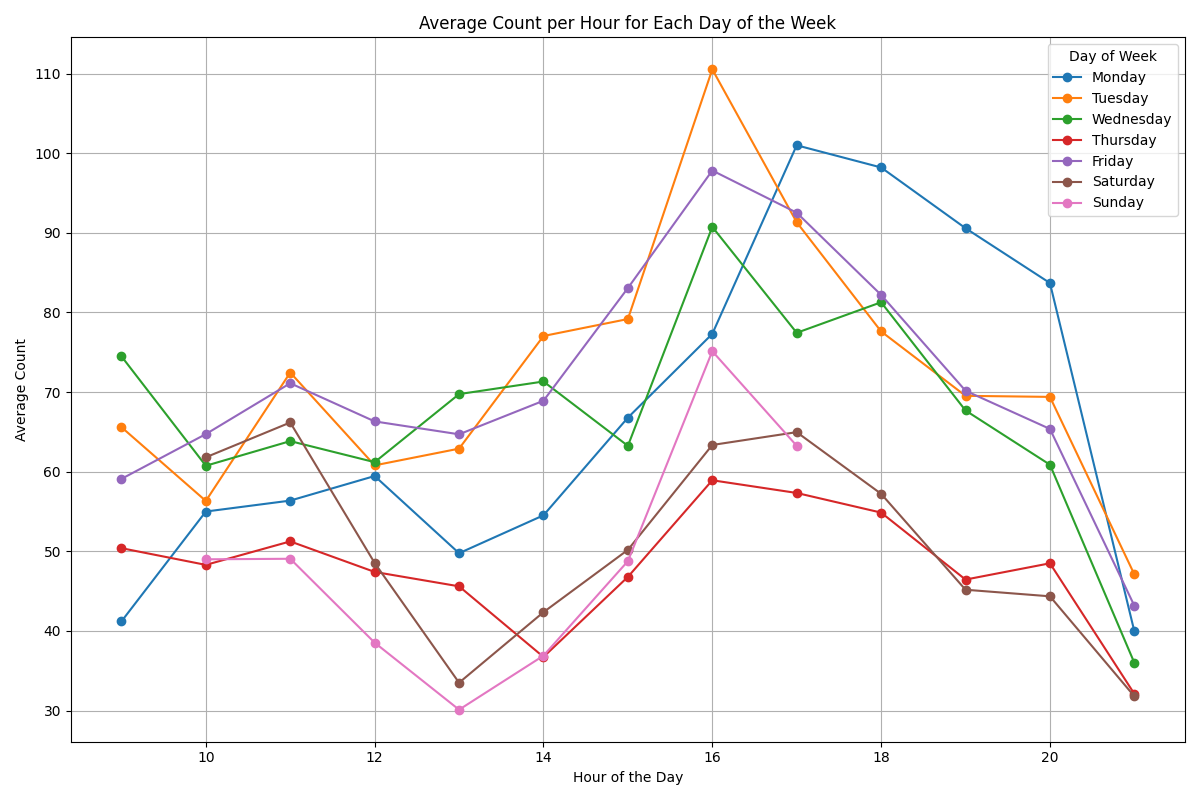 Average Count per Hour for Each Day of the Week
Day of Week
Monday
Tuesday
Wednesday
Thursday
Friday
Saturday
Sunday
Average Count
110
100
90
80
70
60
50
40
30
10 12 14 16 18 20
Hour of the Day